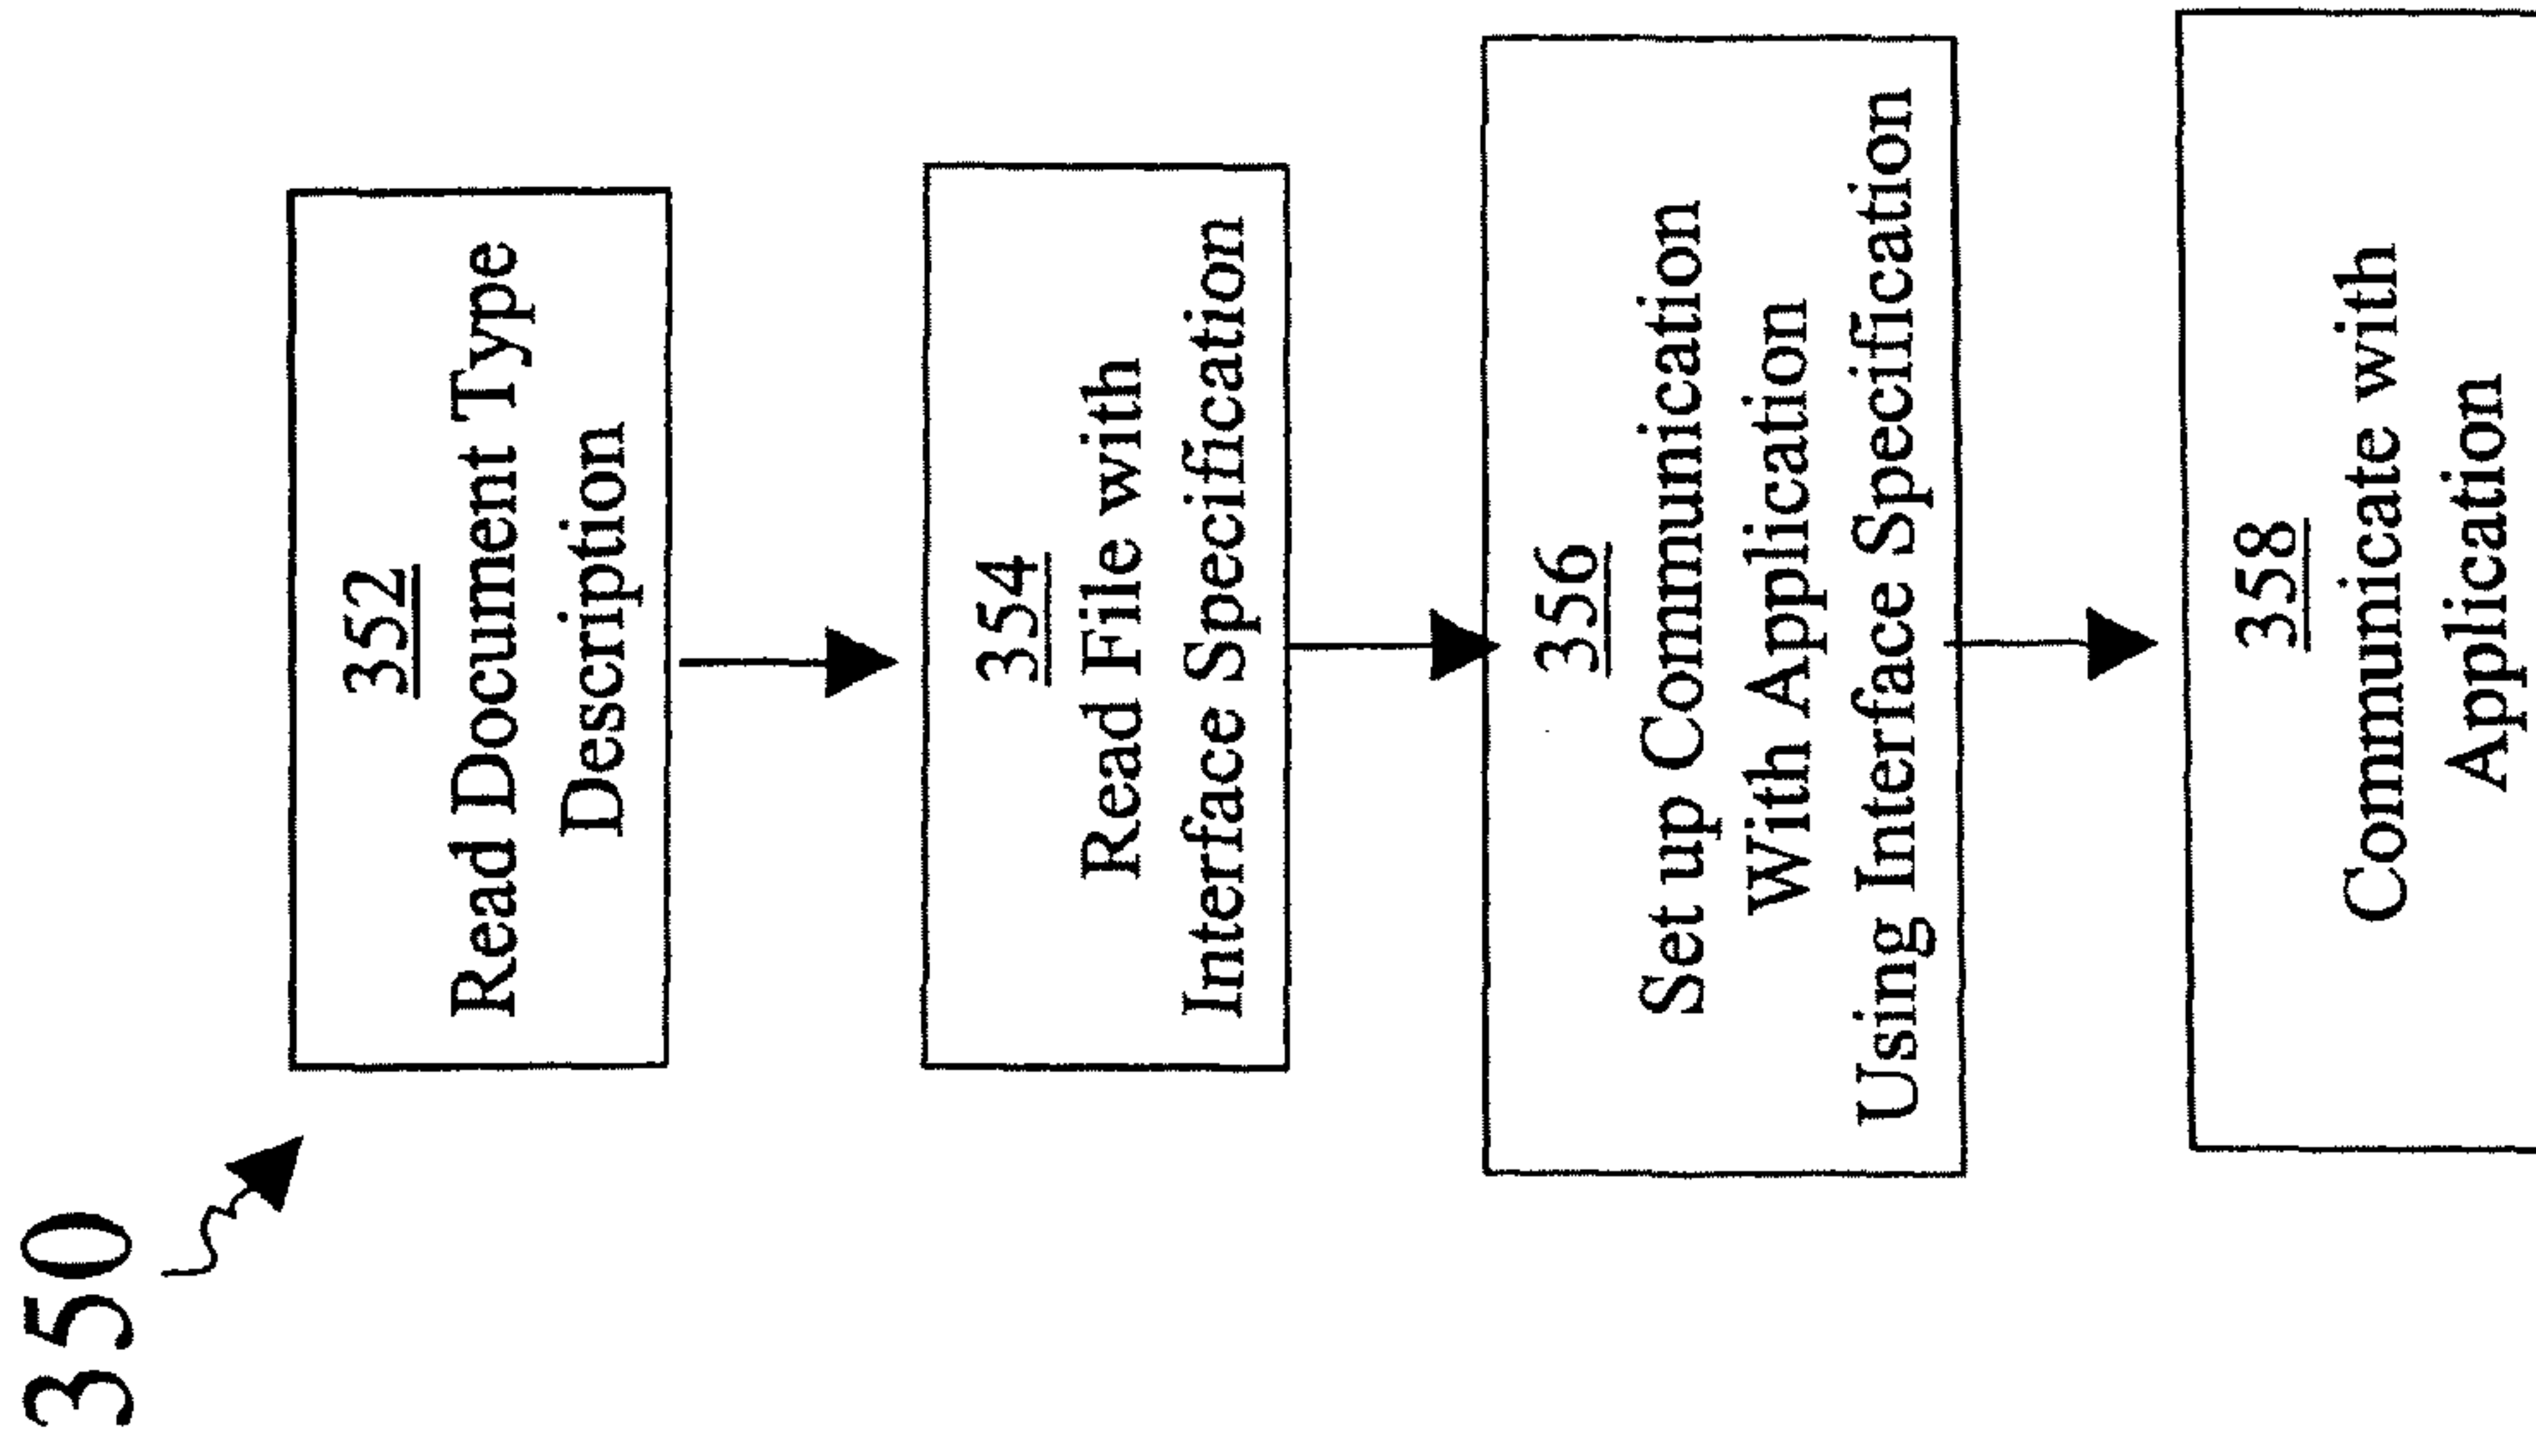 350
352
Read Document Type
Description
354
Read File with
Interface Specification
356
Set up Communication
With Application
Using Interface Specification
358
Communicate with
Application